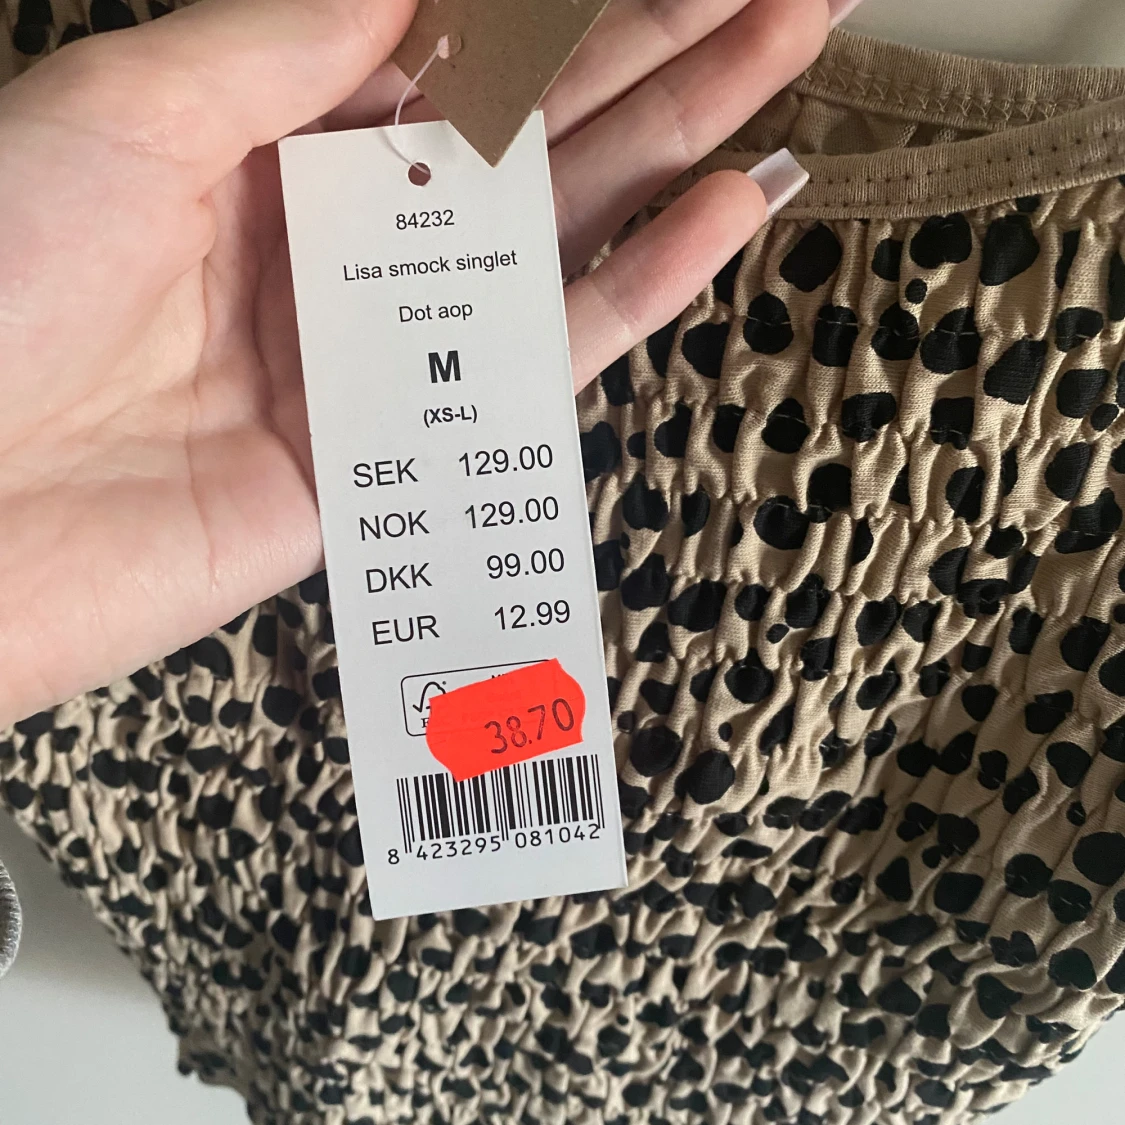 84232
Lisa smock singlet
Dot aop
M
(XS-L)
SEK 129.00
NOK 129.00
DKK 99.00
EUR 12.99
38.70
8 423295 081042